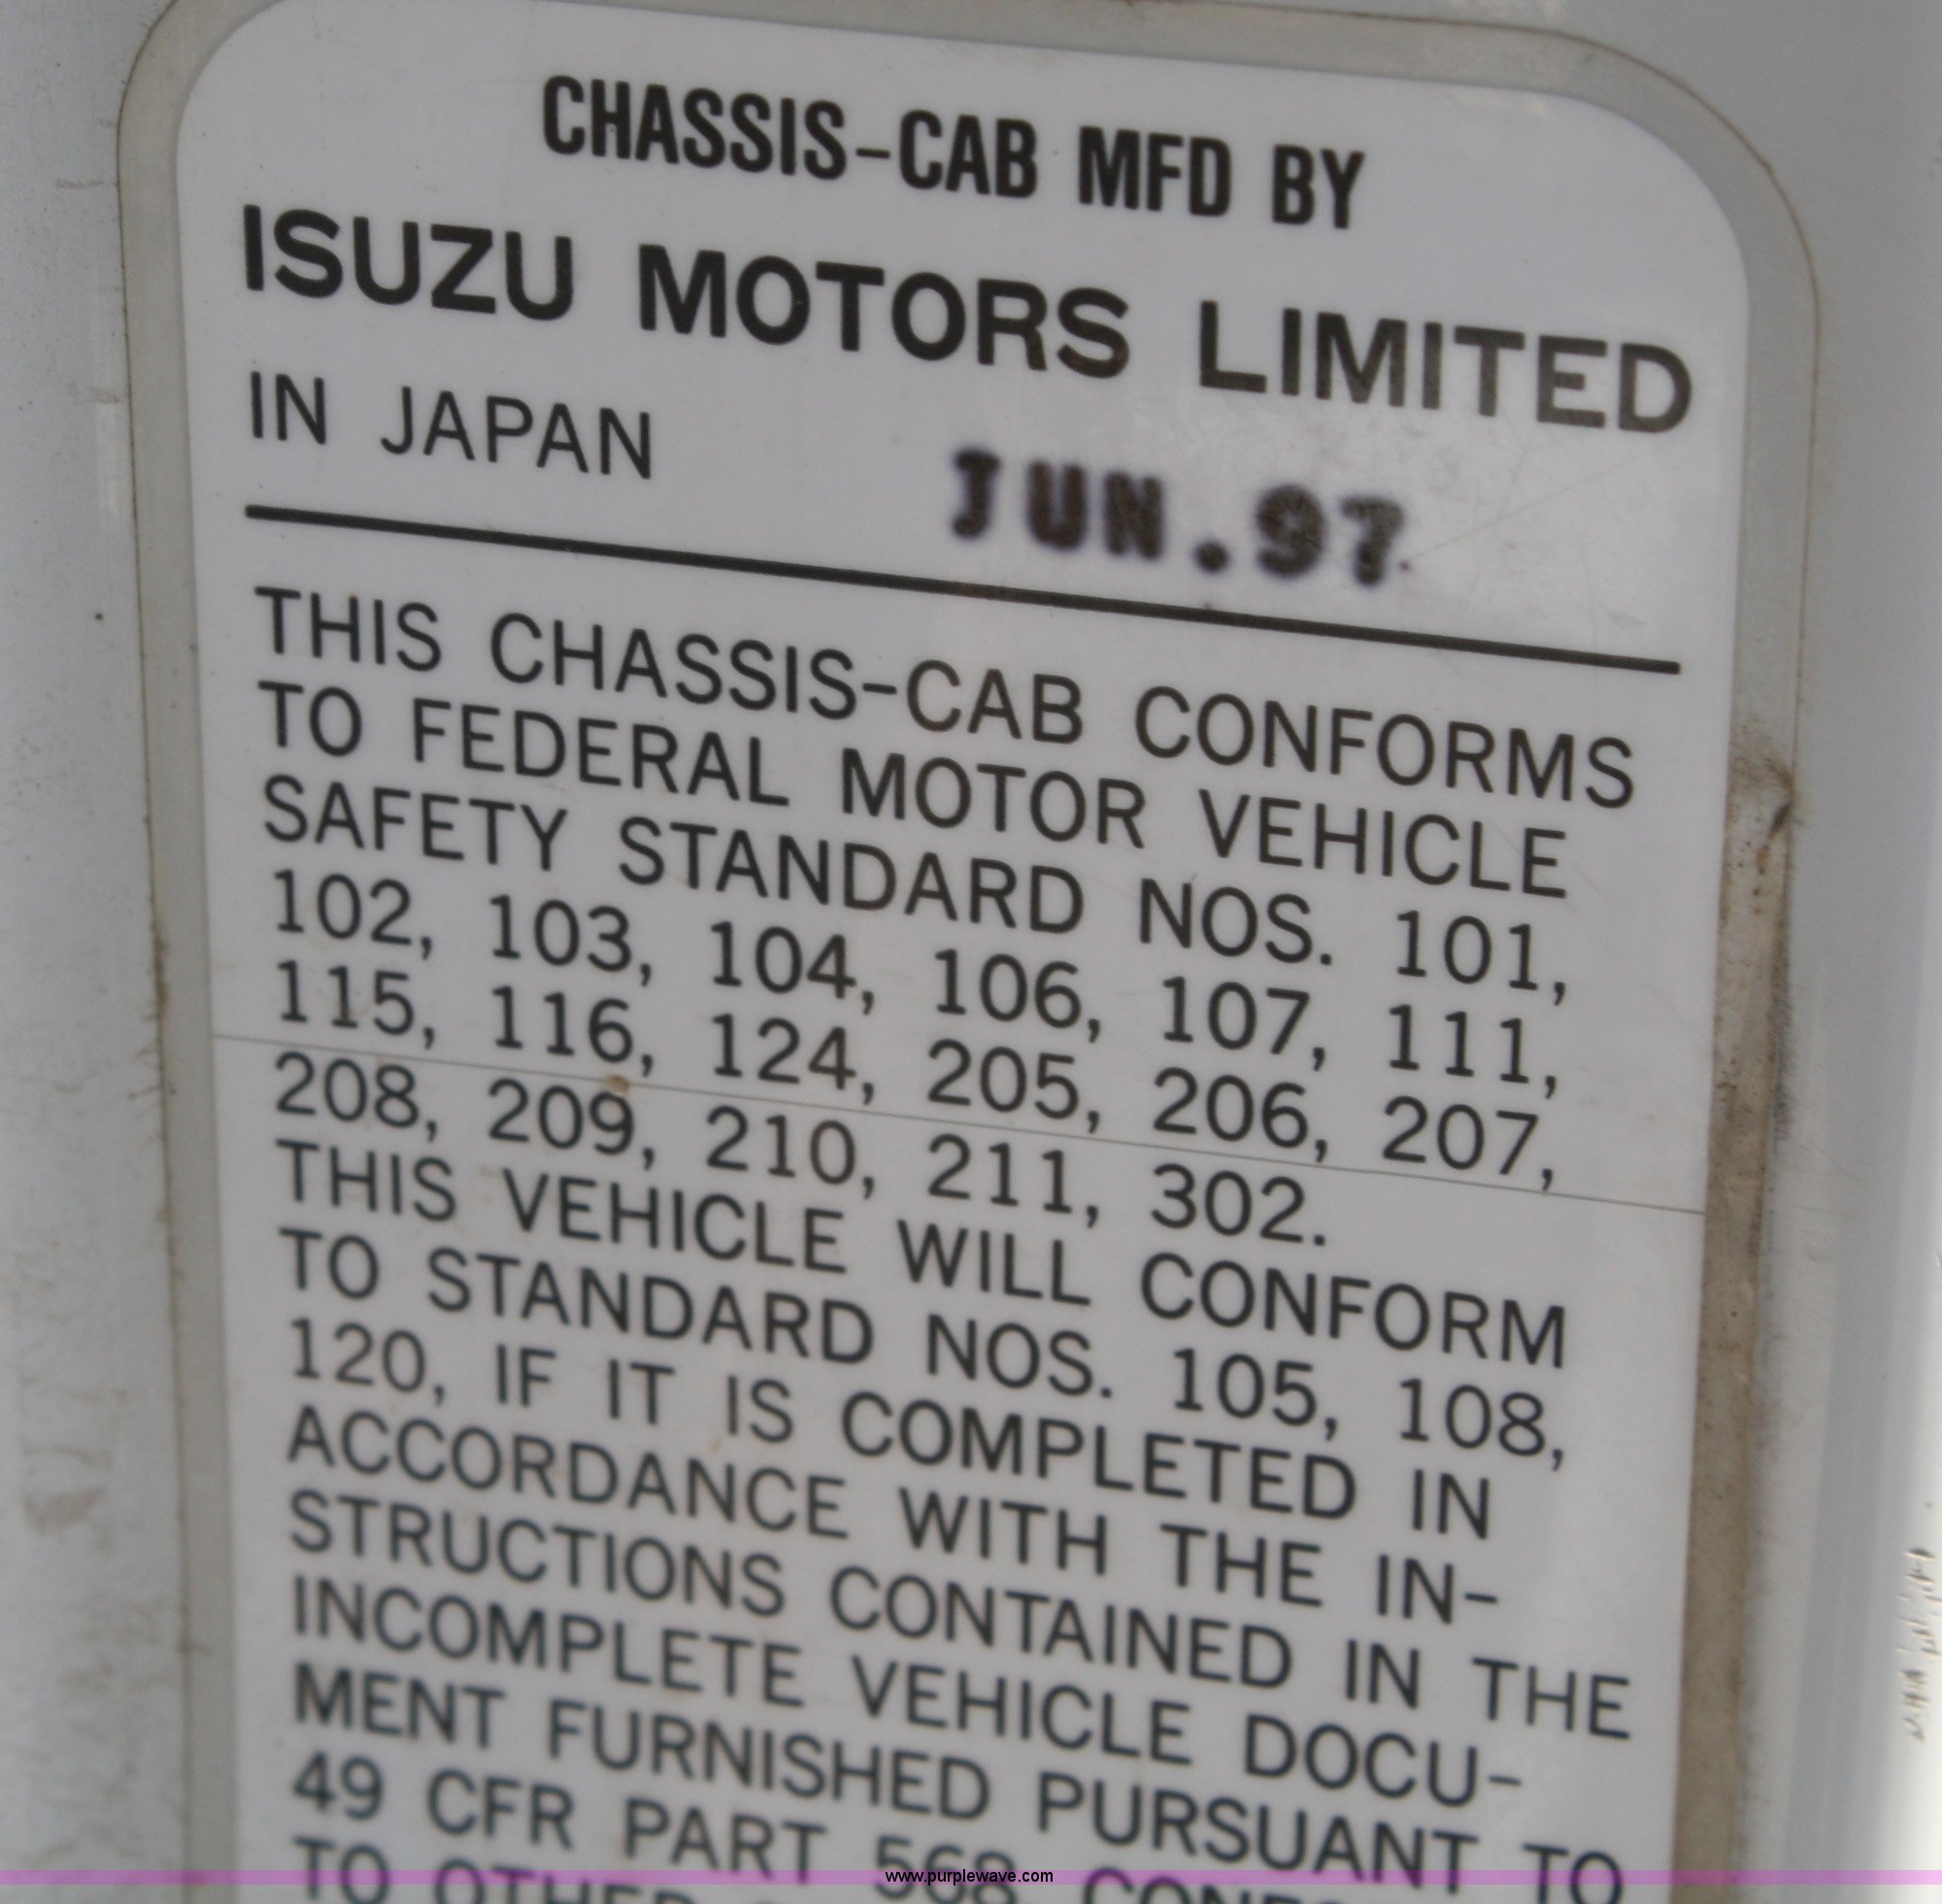 CHASSIS-CAB MFD BY
ISUZU MOTORS LIMITED
IN JAPAN JUN.97
THIS CHASSIS-CAB CONFORMS
TO FEDERAL MOTOR VEHICLE
SAFETY STANDARD NOS. 101,
102, 103, 104, 106, 107, 111,
115, 116, 124, 205, 206, 207,
208, 209, 210, 211, 302.
THIS VEHICLE WILL CONFORM
TO STANDARD NOS. 105, 108,
120, IF IT IS COMPLETED IN
ACCORDANCE WITH THE IN-
STRUCTIONS CONTAINED IN THE
INCOMPLETE VEHICLE DOCU-
MENT FURNISHED PURSUANT TO
49 CFR PART 568
TO OTHER
www.purplewave.com